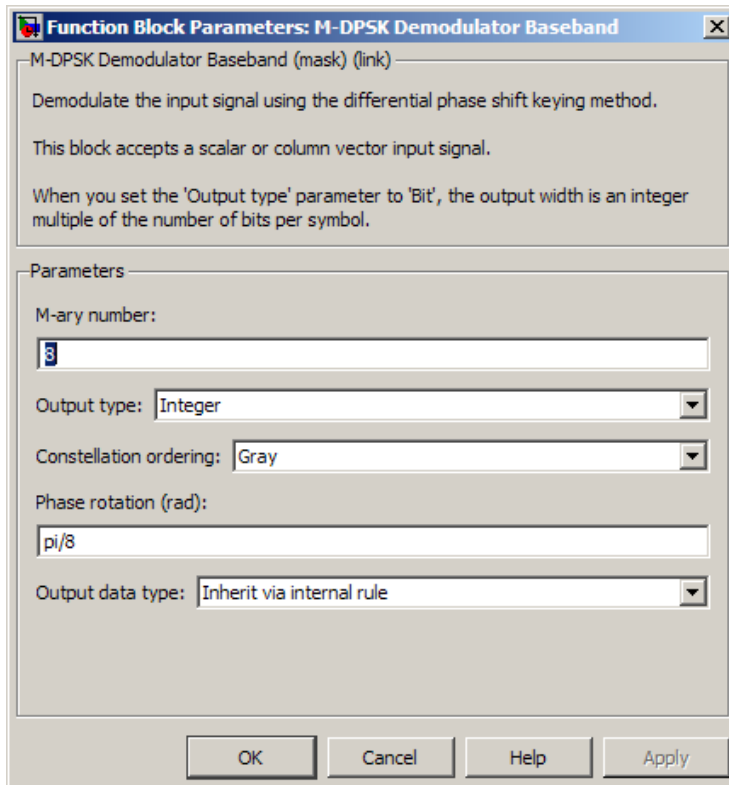 Function Block Parameters: M-DPSK Demodulator Baseband
M-DPSK Demodulator Baseband (mask) (link)
Demodulate the input signal using the differential phase shift keying method.
This block accepts a scalar or column vector input signal.
When you set the 'Output type' parameter to 'Bit', the output width is an integer
multiple of the number of bits per symbol.
Parameters
M-ary number:
8
Output type: Integer
Constellation ordering: Gray
Phase rotation (rad):
pi/8
Output data type: Inherit via internal rule
OK Cancel Help Apply